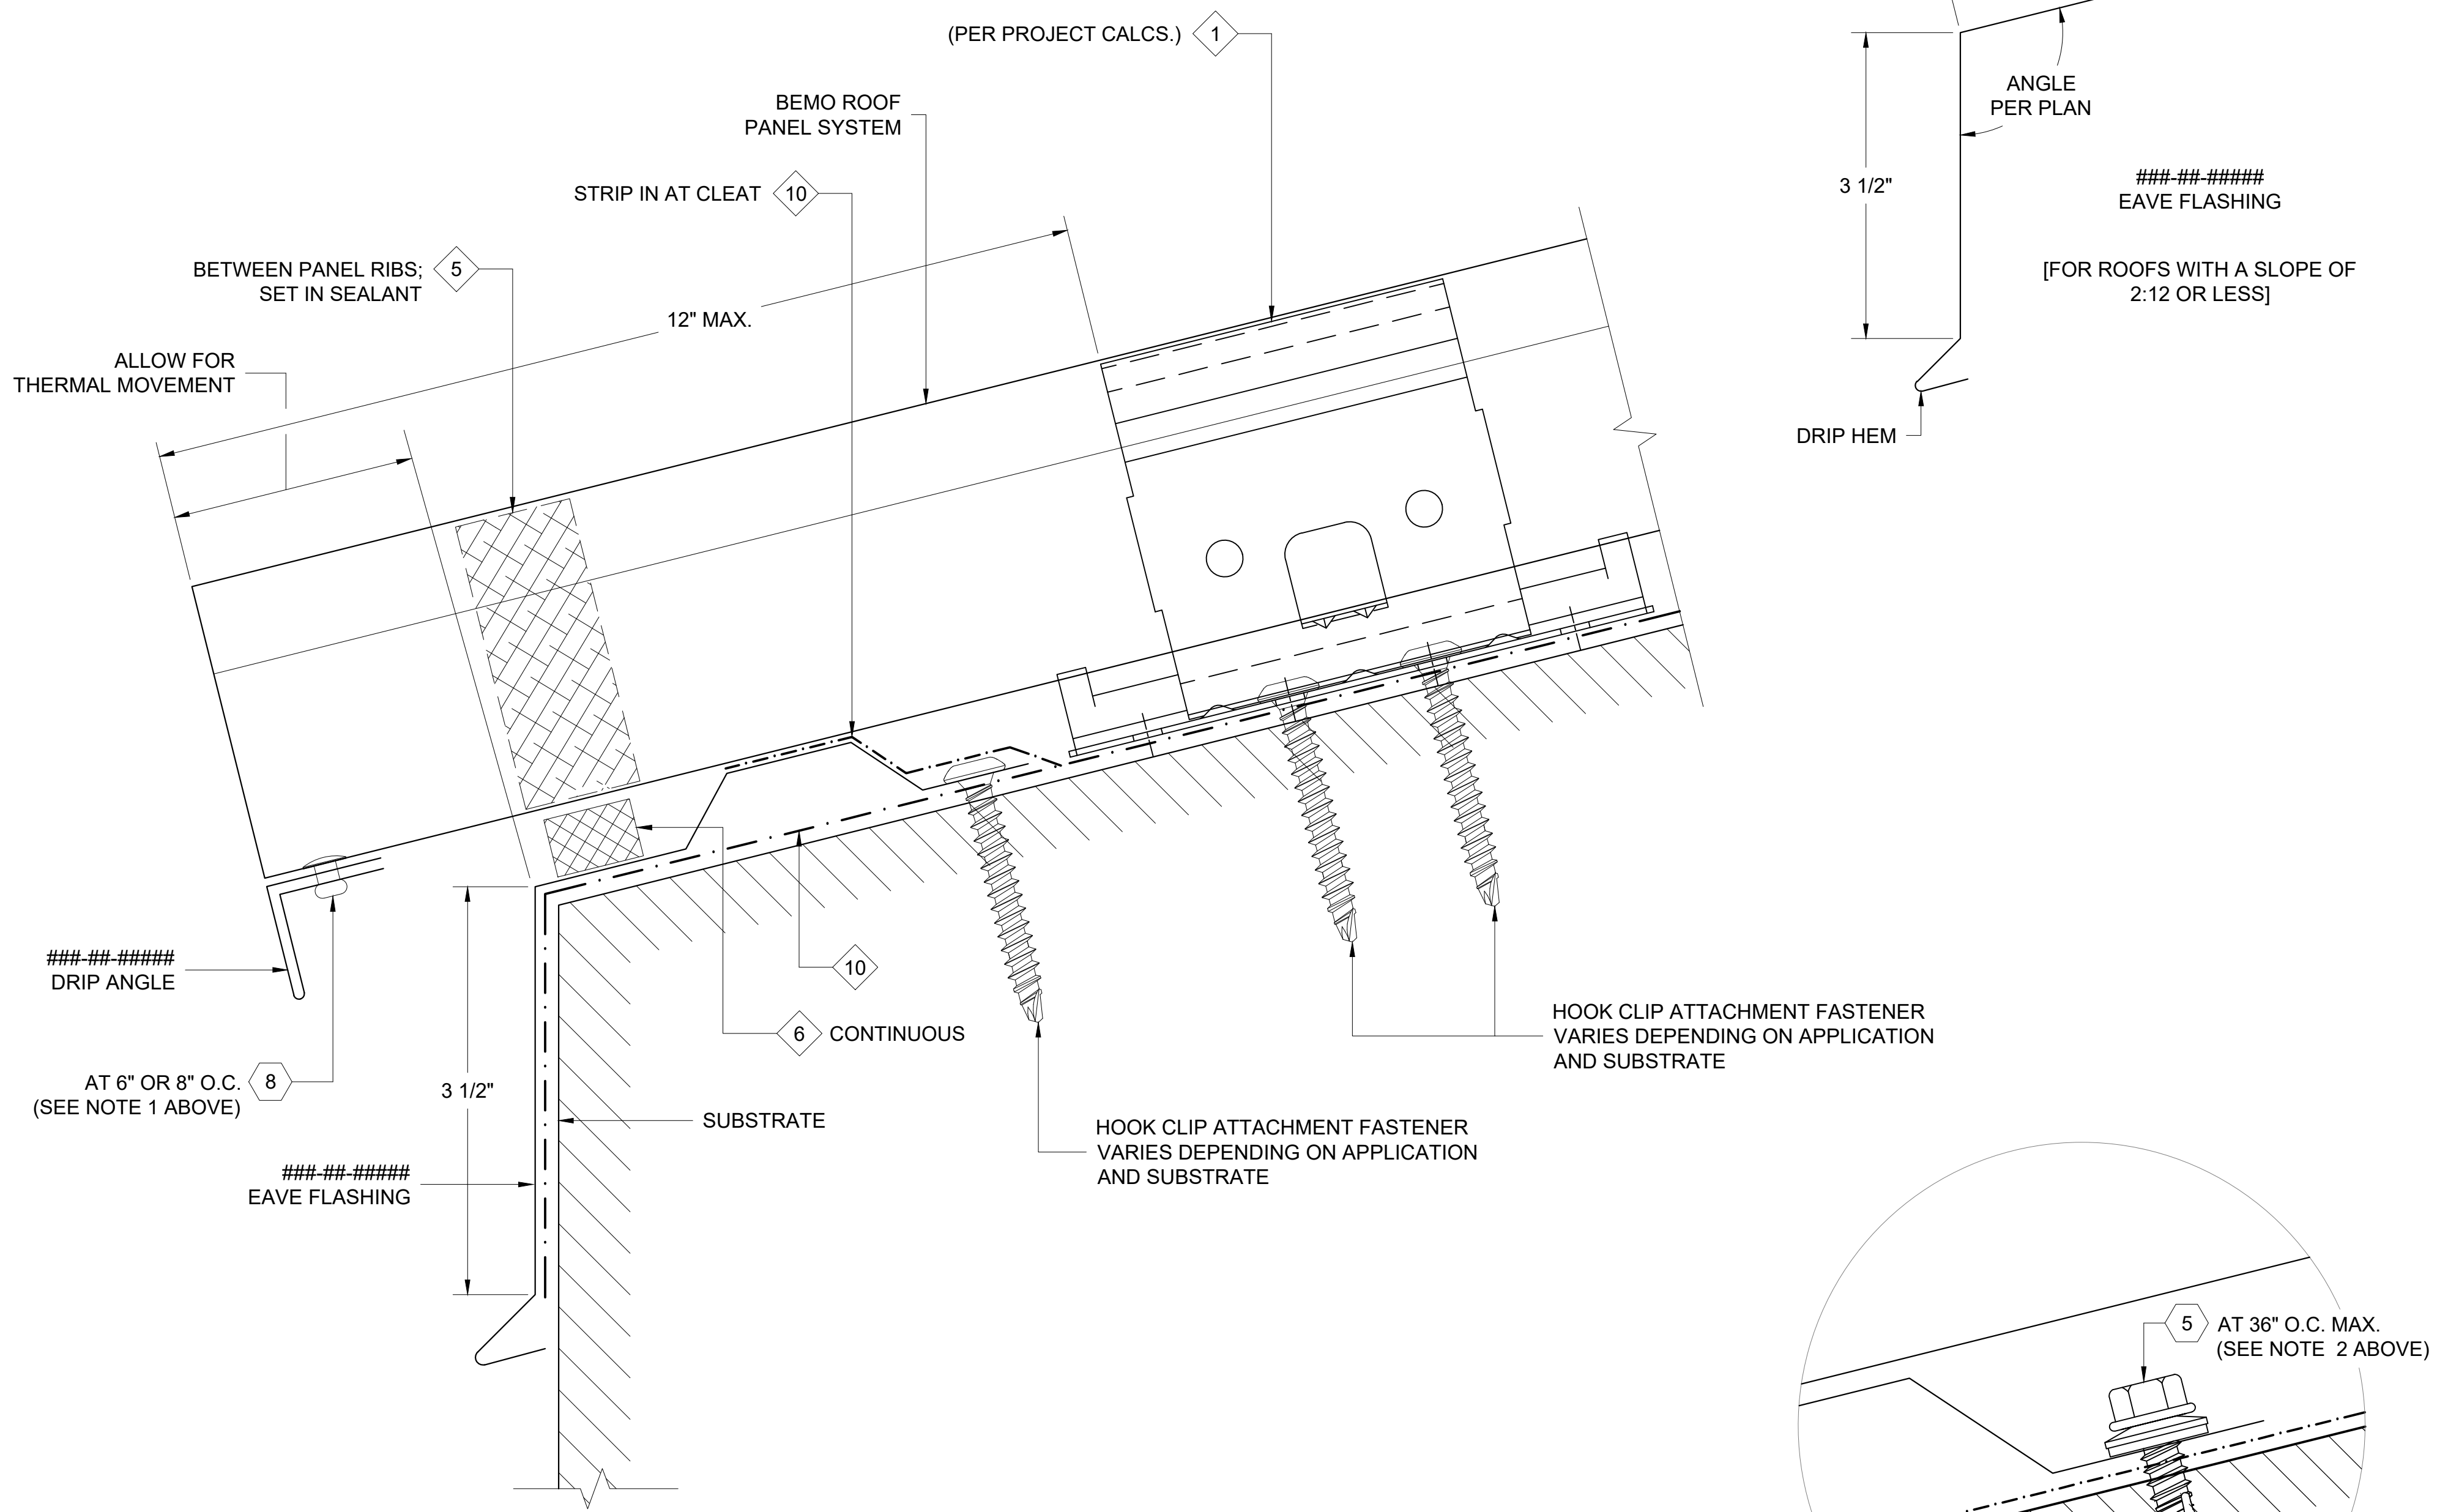 (PER PROJECT CALCS.) 1
BEMO ROOF
PANEL SYSTEM
STRIP IN AT CLEAT 10
BETWEEN PANEL RIBS; 5
SET IN SEALANT
12" MAX.
ALLOW FOR
THERMAL MOVEMENT
ANGLE
PER PLAN
3 1/2"
###-##-#####
EAVE FLASHING
[FOR ROOFS WITH A SLOPE OF
2:12 OR LESS]
DRIP HEM
###-##-#####
DRIP ANGLE
10
6 CONTINUOUS
HOOK CLIP ATTACHMENT FASTENER
VARIES DEPENDING ON APPLICATION
AND SUBSTRATE
AT 6" OR 8" O.C. 8
(SEE NOTE 1 ABOVE)
3 1/2"
SUBSTRATE
HOOK CLIP ATTACHMENT FASTENER
VARIES DEPENDING ON APPLICATION
AND SUBSTRATE
###-##-#####
EAVE FLASHING
5 AT 36" O.C. MAX.
(SEE NOTE 2 ABOVE)